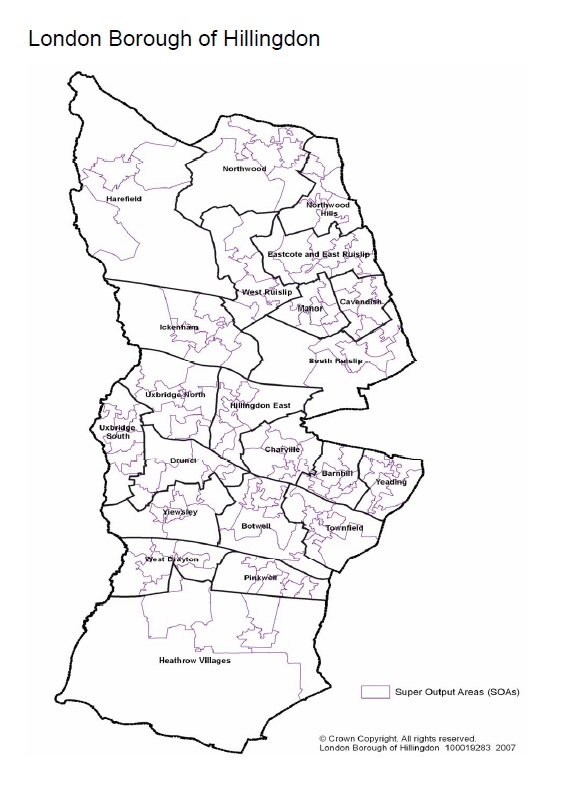 London Borough of Hillingdon
Northwood
Harefield
Northwood
Hills
Eastcote and East Ruislip
West Ruislip
Cavendish
Manor
Ickenham
South Ruislip
Uxbridge North
Hillingdon East
Uxbridge
South
Charville
Drunel
Barnhill
Yeading
Yiewsley
Botwell
Townfield
West Drayton
Pinkwell
Heathrow Villages
Super Output Areas (SOAs)
© Crown Copyright. All rights reserved.
London Borough of Hillingdon 100019283 2007